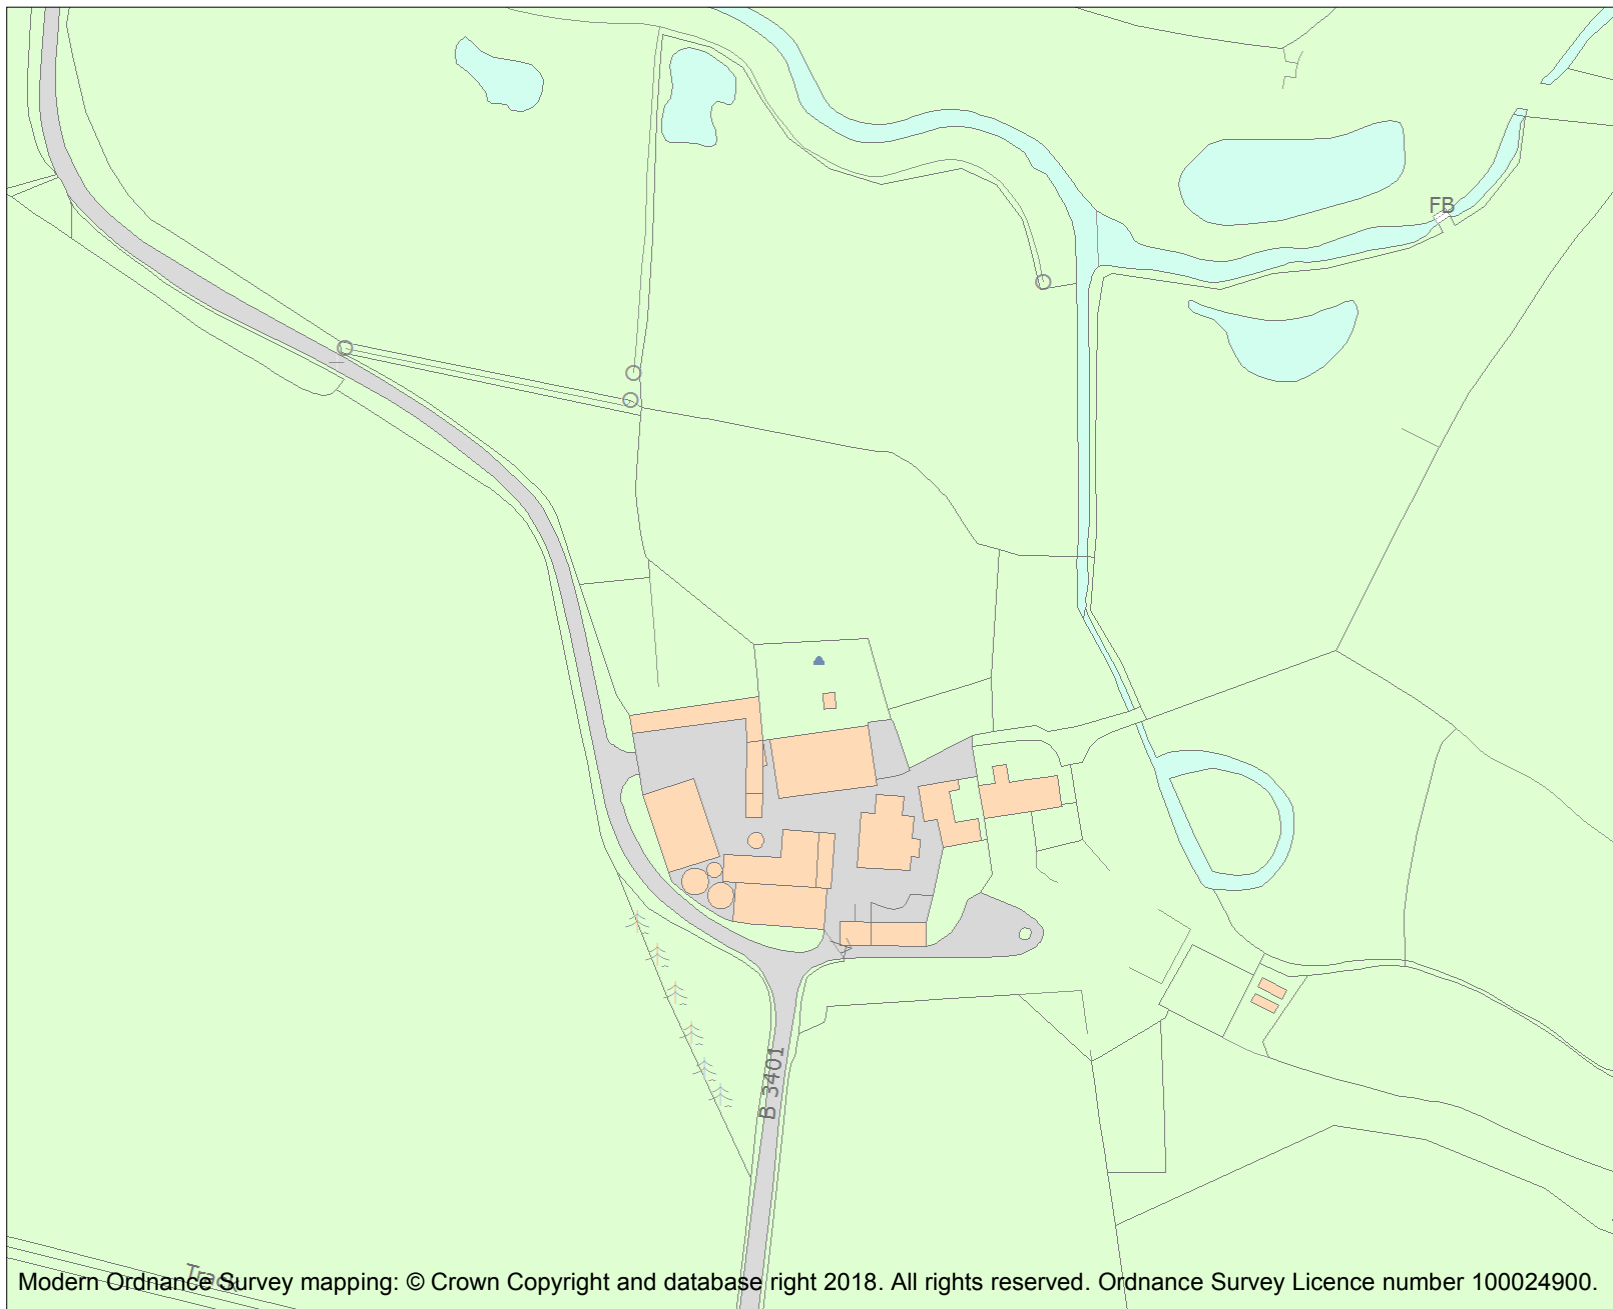 FB
B 3401
Track
Modern Ordnance Survey mapping: © Crown Copyright and database right 2018. All rights reserved. Ordnance Survey Licence number 100024900.